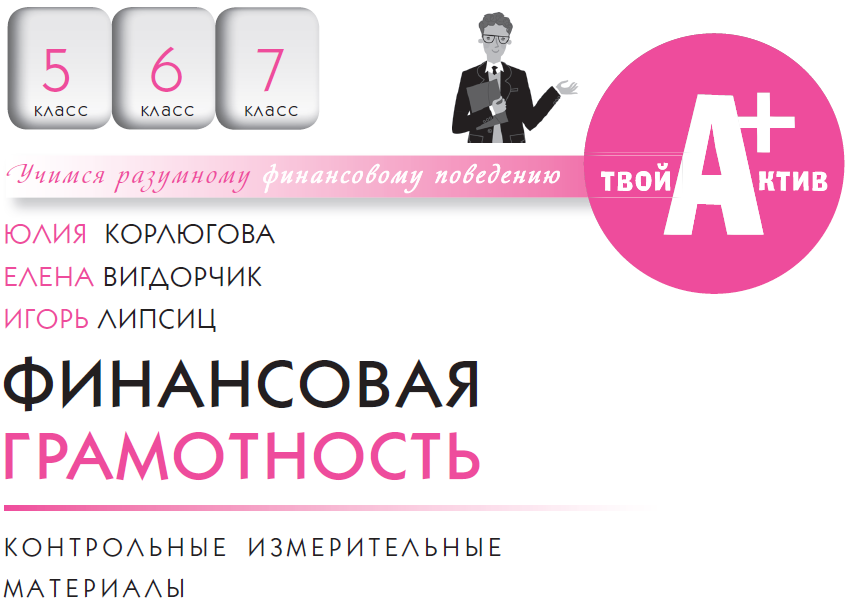 5 6 7
класс класс класс
Учимся разумному финансовому поведению
ТВОЙ А+КТИВ
ЮЛИЯ КОРЛЮГОВА
ЕЛЕНА ВИГДОРЧИК
ИГОРЬ ЛИПСИЦ
ФИНАНСОВАЯ
ГРАМОТНОСТЬ
КОНТРОЛЬНЫЕ ИЗМЕРИТЕЛЬНЫЕ
МАТЕРИАЛЫ